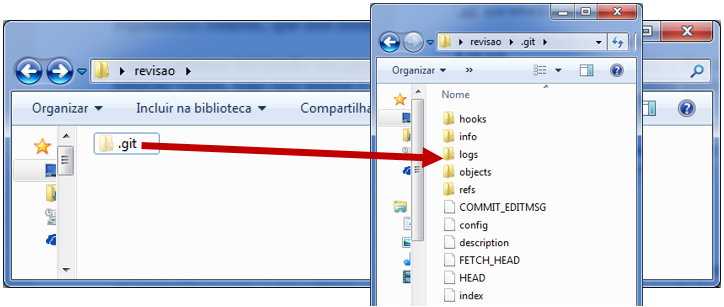 revisao
Organizar
Incluir na biblioteca
Compartilha
.git
revisao .git
Organizar
»
Nome
hooks
info
logs
objects
refs
COMMIT_EDITMSG
config
description
FETCH_HEAD
HEAD
index